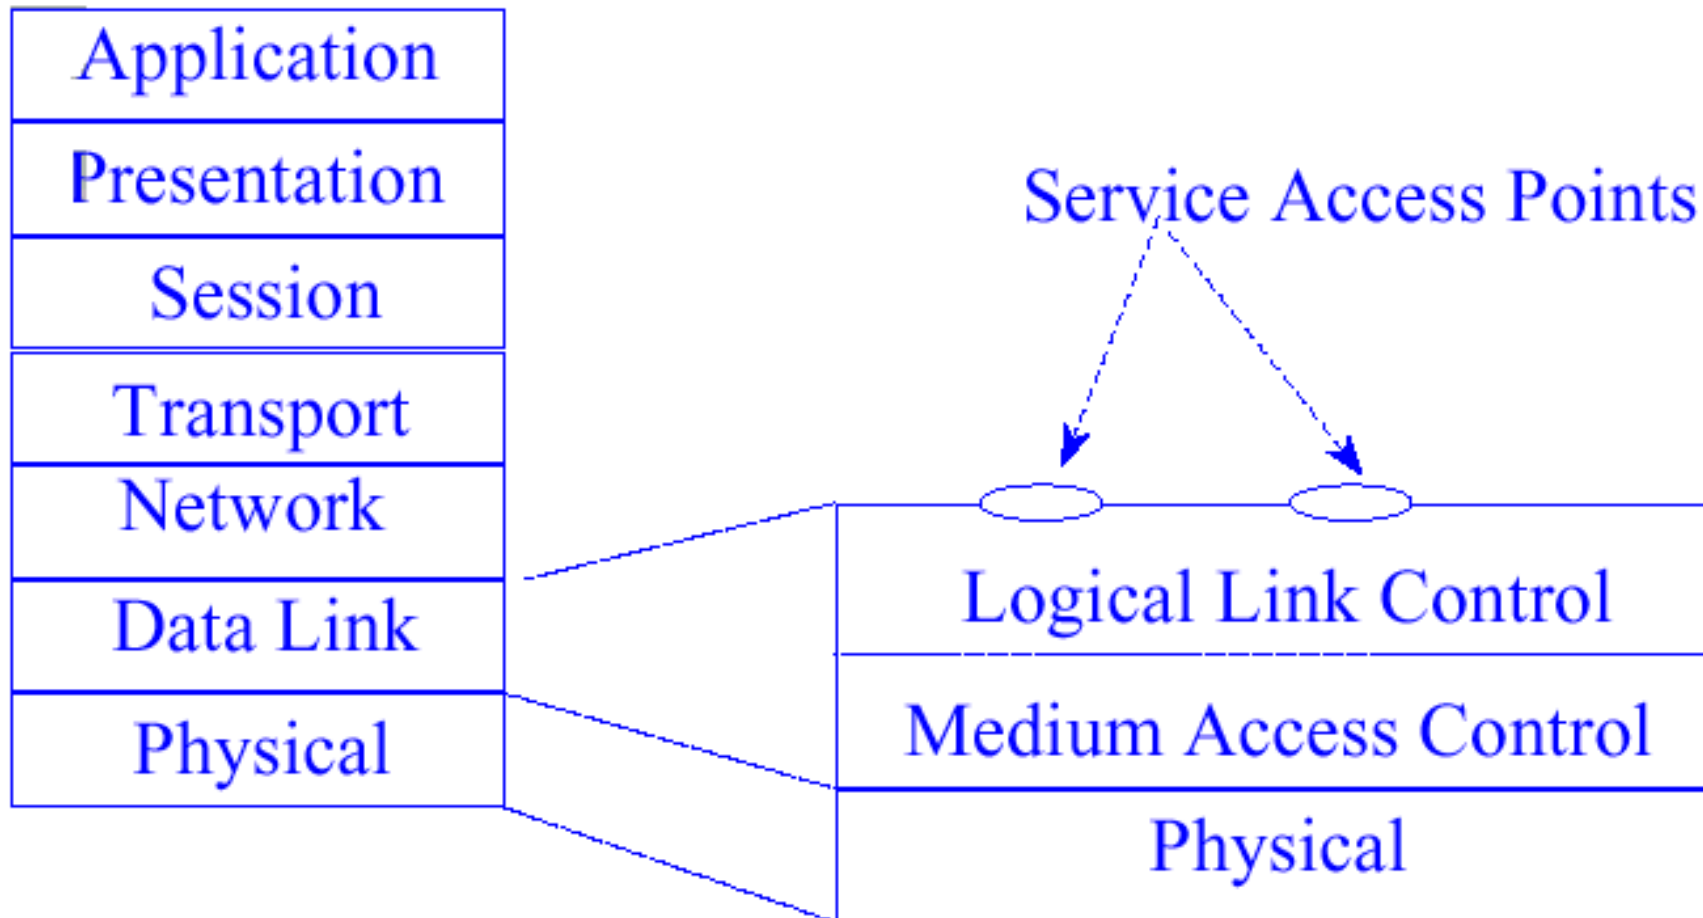 Application
Presentation
Session
Transport
Network
Data Link
Physical
Service Access Points
Logical Link Control
Medium Access Control
Physical